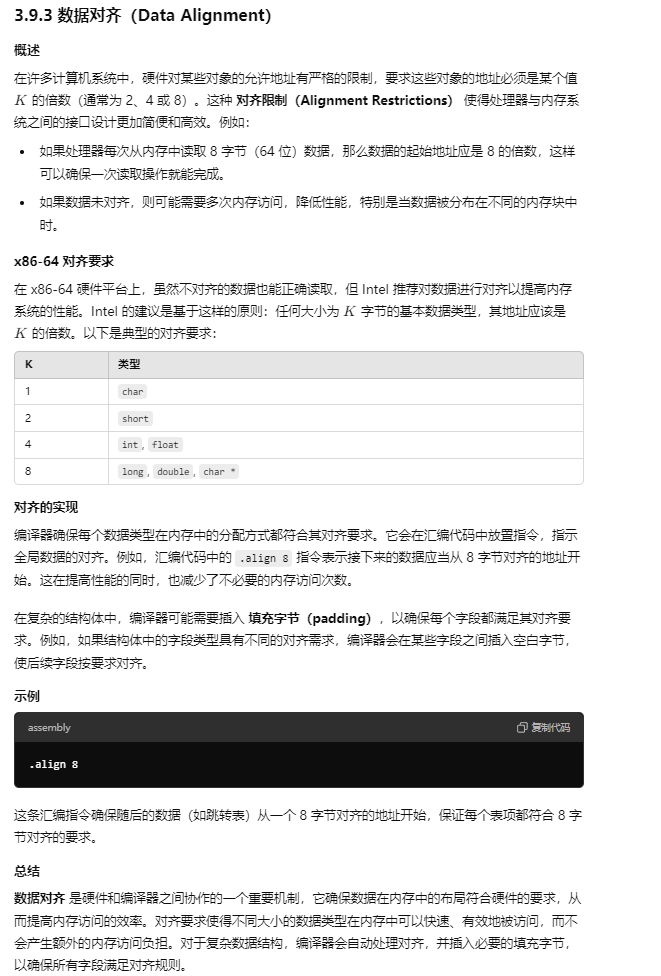 3.9.3 数据对齐（Data Alignment）
概述
在许多计算机系统中，硬件对某些对象的允许地址有严格的限制，要求这些对象的地址必须是某个值
K 的倍数（通常为 2、4 或 8）。这种 对齐限制（Alignment Restrictions） 使得处理器与内存系
统之间的接口设计更加简便和高效。例如：
• 如果处理器每次从内存中读取 8 字节（64 位）数据，那么数据的起始地址应是 8 的倍数，这样
可以确保一次读取操作就能完成。
• 如果数据未对齐，则可能需要多次内存访问，降低性能，特别是当数据被分布在不同的内存块中
时。
x86-64 对齐要求
在 x86-64 硬件平台上，虽然不对齐的数据也能正确读取，但 Intel 推荐对数据进行对齐以提高内存
系统的性能。Intel 的建议是基于这样的原则：任何大小为 K 字节的基本数据类型，其地址应该是
K 的倍数。以下是典型的对齐要求：
K 类型
1 char
2 short
4 int, float
8 long, double, char *
对齐的实现
编译器确保每个数据类型在内存中的分配方式都符合其对齐要求。它会在汇编代码中放置指令，指示
全局数据的对齐。例如，汇编代码中的 .align 8 指令表示接下来的数据应当从 8 字节对齐的地址开
始。这在提高性能的同时，也减少了不必要的内存访问次数。
在复杂的结构体中，编译器可能需要插入 填充字节（padding），以确保每个字段都满足其对齐要
求。例如，如果结构体中的字段类型具有不同的对齐需求，编译器会在某些字段之间插入空白字节，
使后续字段按要求对齐。
示例
assembly 复制代码
.align 8
这条汇编指令确保随后的数据（如跳转表）从一个 8 字节对齐的地址开始，保证每个表项都符合 8 字
节对齐的要求。
总结
数据对齐 是硬件和编译器之间协作的一个重要机制，它确保数据在内存中的布局符合硬件的要求，从
而提高内存访问的效率。对齐要求使得不同大小的数据类型在内存中可以快速、有效地被访问，而不
会产生额外的内存访问负担。对于复杂数据结构，编译器会自动处理对齐，并插入必要的填充字节，
以确保所有字段满足对齐规则。